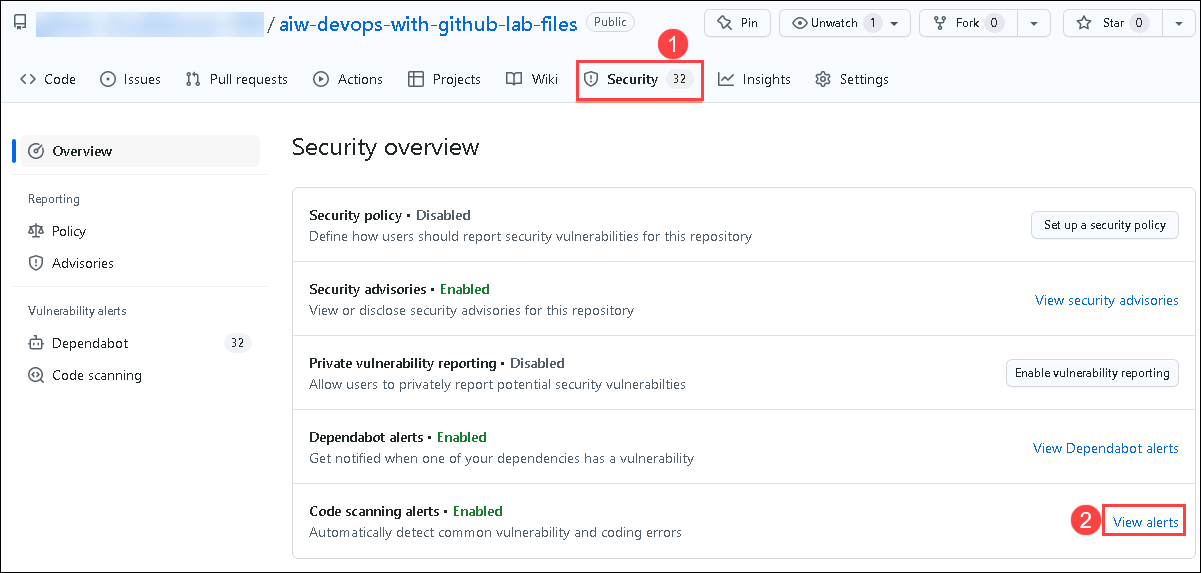 / aiw-devops-with-github-lab-files Public Pin Unwatch 1 Fork 0 Star 0
1
Code Issues Pull requests Actions Projects Wiki Security 32 Insights Settings
Overview
Reporting
Policy
Advisories
Vulnerability alerts
Dependabot 32
Code scanning
Security overview
Security policy • Disabled
Define how users should report security vulnerabilities for this repository
Set up a security policy
Security advisories • Enabled
View or disclose security advisories for this repository
View security advisories
Private vulnerability reporting • Disabled
Allow users to privately report potential security vulnerabilties
Enable vulnerability reporting
Dependabot alerts • Enabled
Get notified when one of your dependencies has a vulnerability
View Dependabot alerts
Code scanning alerts • Enabled
Automatically detect common vulnerability and coding errors
2 View alerts